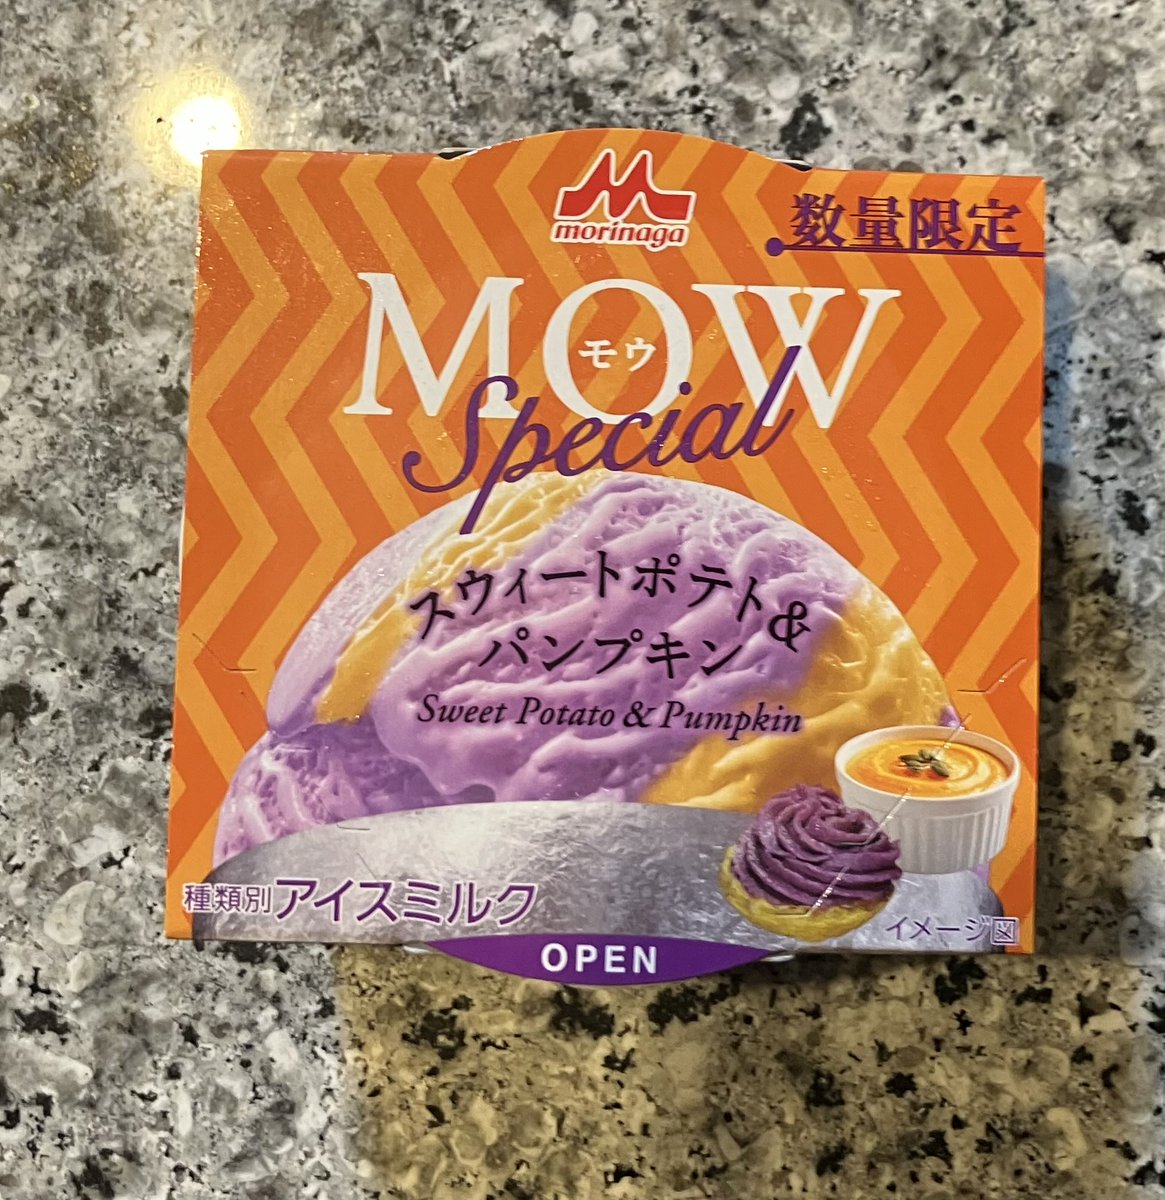 morinaga
数量限定
MOW
モウ
Special
スウィートポテト&
パンプキン
Sweet Potato & Pumpkin
種類別アイスミルク
イメージ図
OPEN